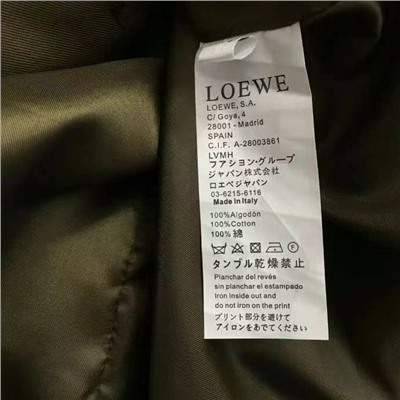 LOEWE
LOEWE, S.A.
C/ Goya, 4
28001 - Madrid
SPAIN
C.I.F. A-28003861
LVMH
ファアション・グループ
ジャパン株式会社
ロエベジャパン
03-6215-6116
Made in Italy
100%Algodón
100%Cotton
100%綿
タンブル乾燥禁止
Planchar del revés
sin planchar el estampado
Iron inside out and
do not iron on the print
プリント部分を避けて
アイロンをあでてください